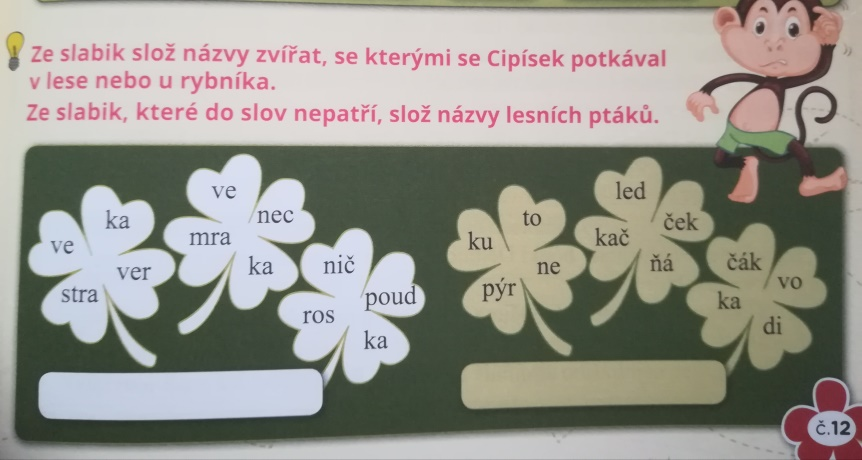 Ze slabik slož názvy zvířat, se kterými se Cipísek potkával
v lese nebo u rybníka.
Ze slabik, které do slov nepatří, slož názvy lesních ptáků.
ve
ka
ver
stra
ve
nec
mra
ka
nič
poud
ros
ka
to
ku
ne
pýr
led
ček
kač
ňá
čák
vo
ka
di
č.12